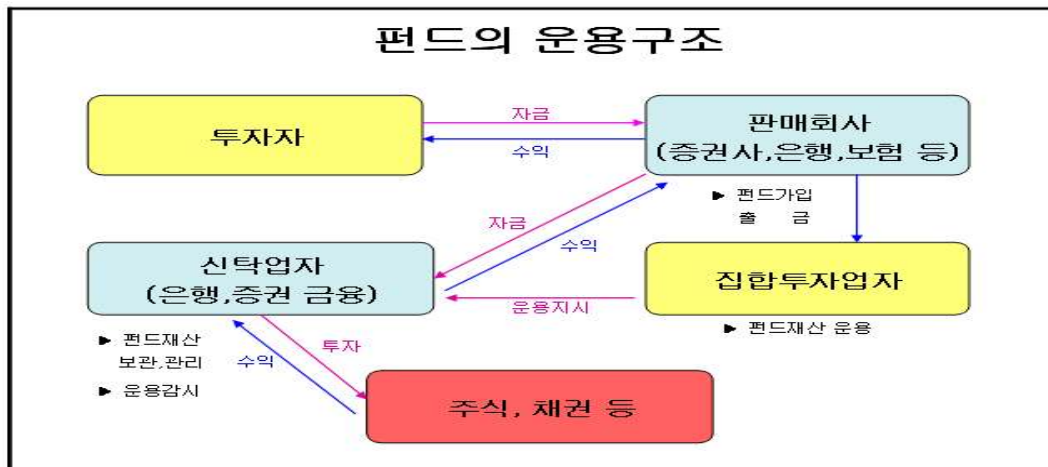 펀드의 운용구조
투자자
자금
수익
판매회사
(증권사,은행,보험 등)
▶ 펀드가입
출 금
자금
수익
신탁업자
(은행,증권 금융)
운용지시
집합투자업자
▶ 펀드재산 운용
▶ 펀드재산
보관,관리
▶ 운용감시
수익
투자
주식, 채권 등